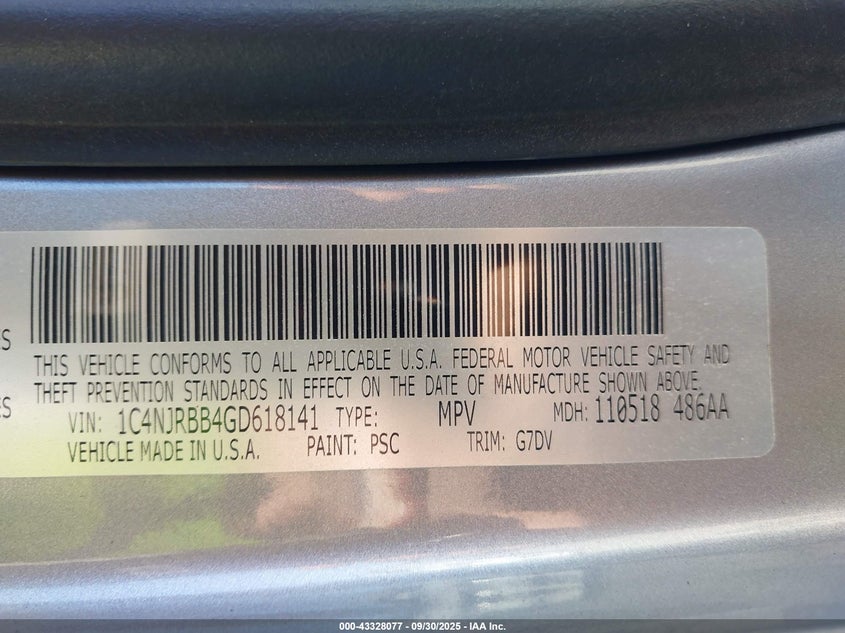 THIS VEHICLE CONFORMS TO ALL APPLICABLE U.S.A. FEDERAL MOTOR VEHICLE SAFETY AND
THEFT PREVENTION STANDARDS IN EFFECT ON THE DATE OF MANUFACTURE SHOWN ABOVE.
VIN: 1C4NJRBB4GD618141 TYPE: MPV MDH: 110518 486AA
VEHICLE MADE IN U.S.A. PAINT: PSC TRIM: G7DV
000-43328077 - 09/30/2025 - IAA Inc.